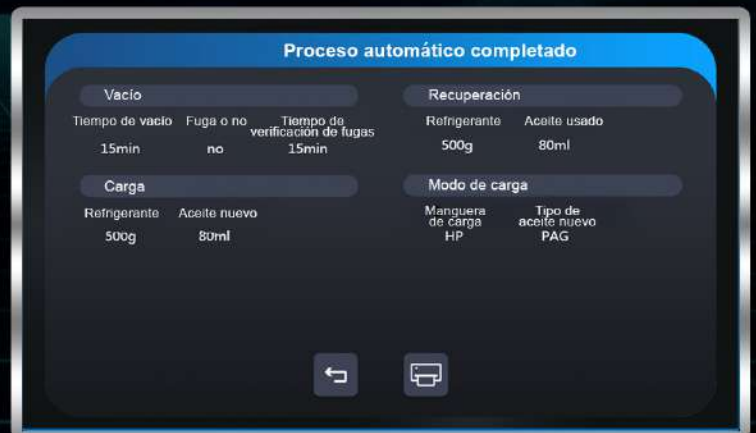 Proceso automático completado
Vacío
Tiempo de vacío Fuga o no Tiempo de
verificación de fugas
15min no 15min
Recuperación
Refrigerante Aceite usado
500g 80ml
Carga
Refrigerante Aceite nuevo
500g 80ml
Modo de carga
Manguera Tipo de
de carga aceite nuevo
HP PAG